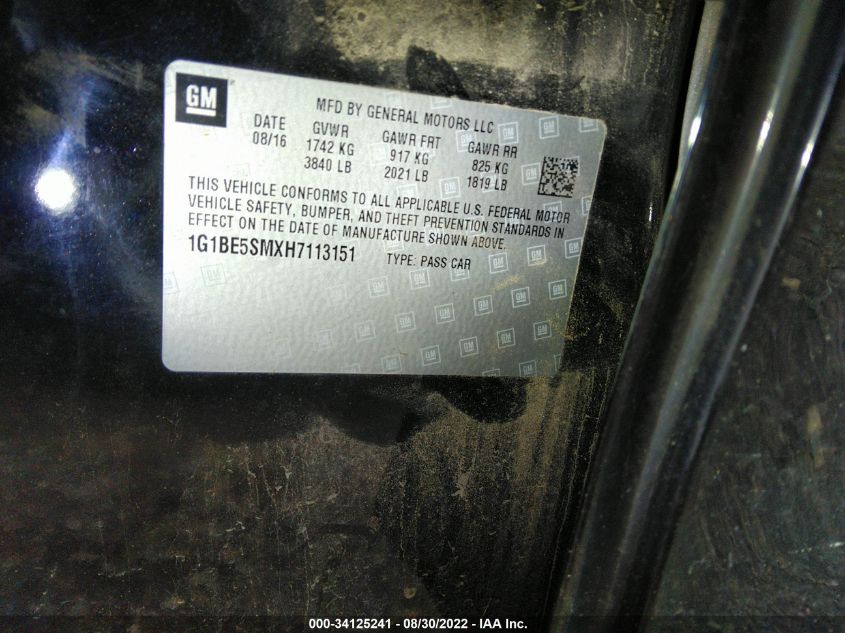 GM
MFD BY GENERAL MOTORS LLC
DATE GVWR GAWR FRT GAWR RR
08/16 1742 KG 917 KG 825 KG
3840 LB 2021 LB 1819 LB
THIS VEHICLE CONFORMS TO ALL APPLICABLE U.S. FEDERAL MOTOR
VEHICLE SAFETY, BUMPER, AND THEFT PREVENTION STANDARDS IN
EFFECT ON THE DATE OF MANUFACTURE SHOWN ABOVE.
1G1BE5SMXH7113151 TYPE: PASS CAR
000-34125241 - 08/30/2022 - IAA Inc.